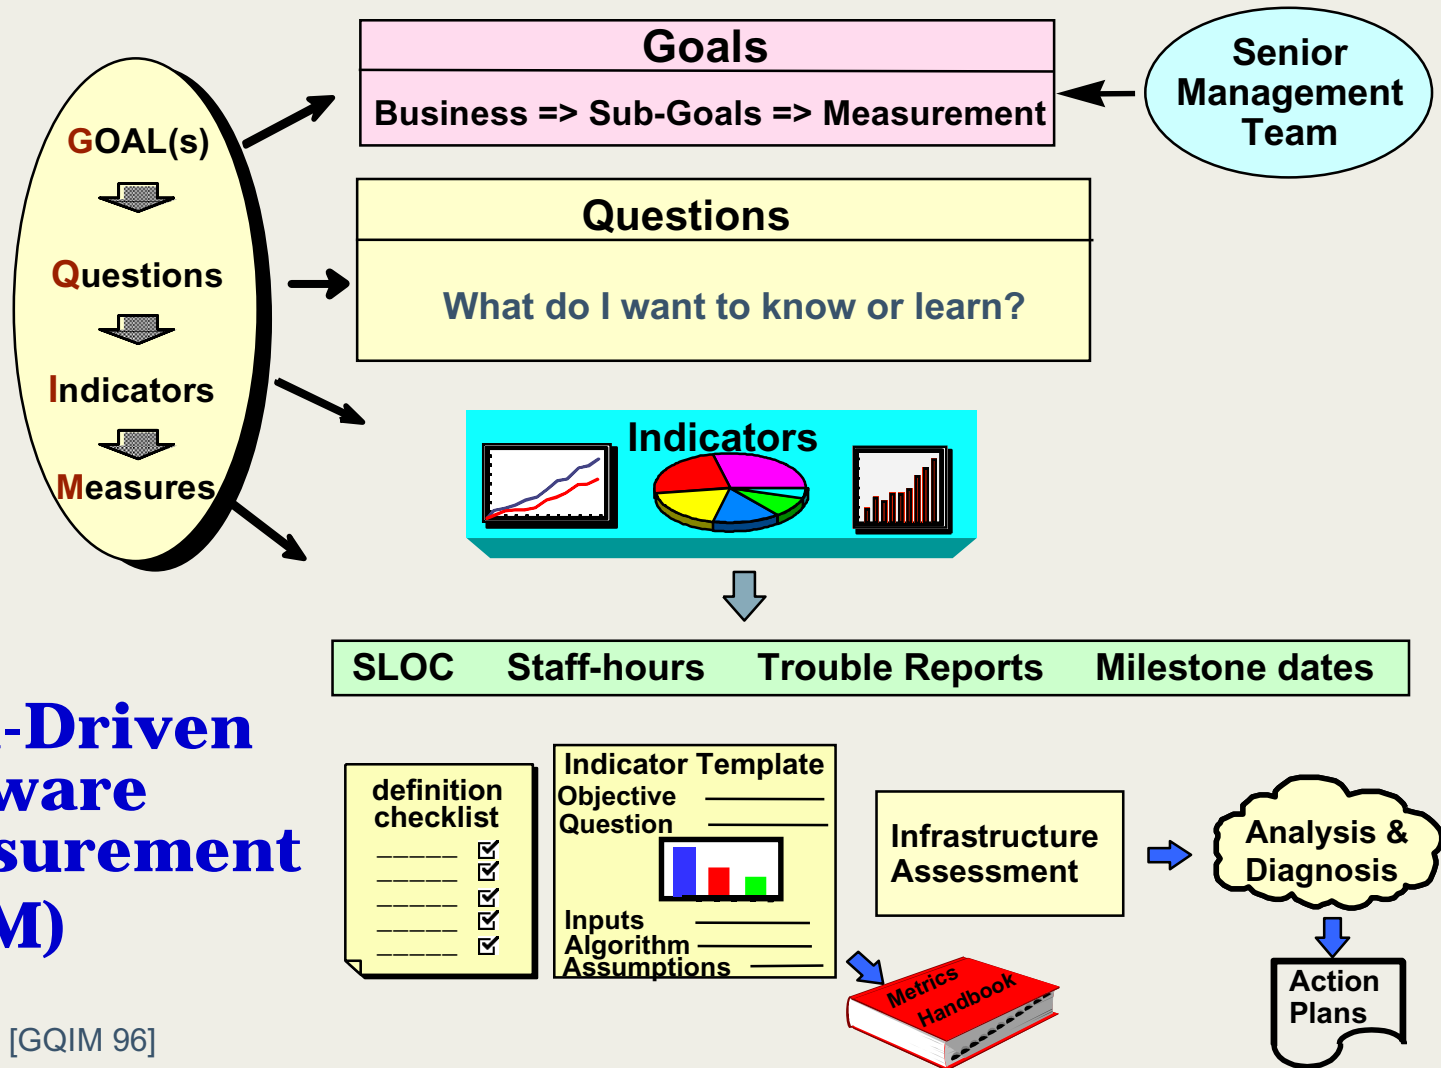 Goals
Business => Sub-Goals => Measurement
Senior
Management
Team
GOAL(s)
Questions
Indicators
Measures
Questions
What do I want to know or learn?
Indicators
SLOC Staff-hours Trouble Reports Milestone dates
-Driven
ware
surement
M)
definition
checklist
Indicator Template
Objective
Question
Inputs
Algorithm
Assumptions
Infrastructure
Assessment
Analysis &
Diagnosis
Metrics
Handbook
Action
Plans
[GQIM 96]